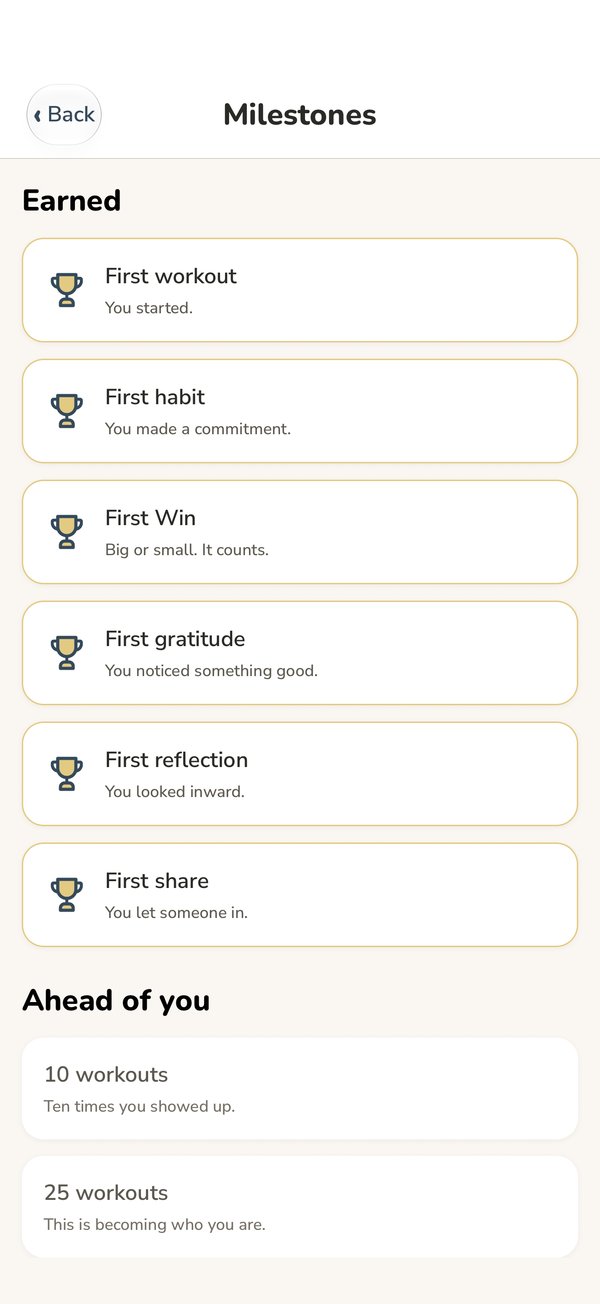 ‹ Back
Milestones
Earned
First workout
You started.
First habit
You made a commitment.
First Win
Big or small. It counts.
First gratitude
You noticed something good.
First reflection
You looked inward.
First share
You let someone in.
Ahead of you
10 workouts
Ten times you showed up.
25 workouts
This is becoming who you are.